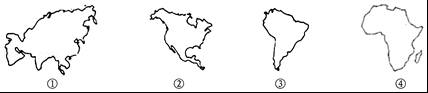 ① ② ③ ④